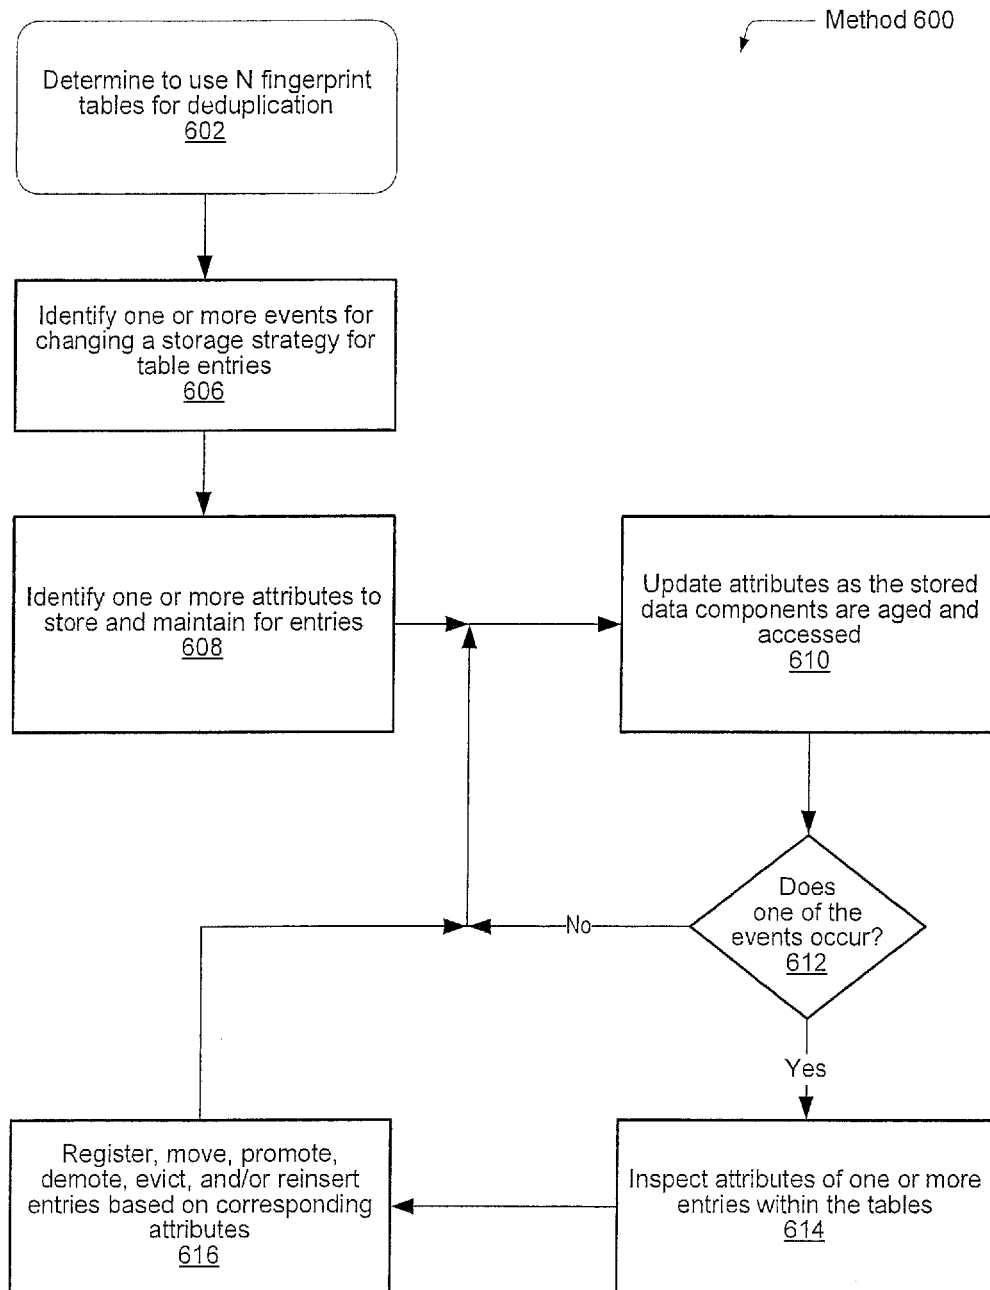 Method 600
Determine to use N fingerprint
tables for deduplication
602
Identify one or more events for
changing a storage strategy for
table entries
606
Identify one or more attributes to
store and maintain for entries
608
Update attributes as the stored
data components are aged and
accessed
610
Does
one of the
events occur?
612
No
Yes
Inspect attributes of one or more
entries within the tables
614
Register, move, promote,
demote, evict, and/or reinsert
entries based on corresponding
attributes
616